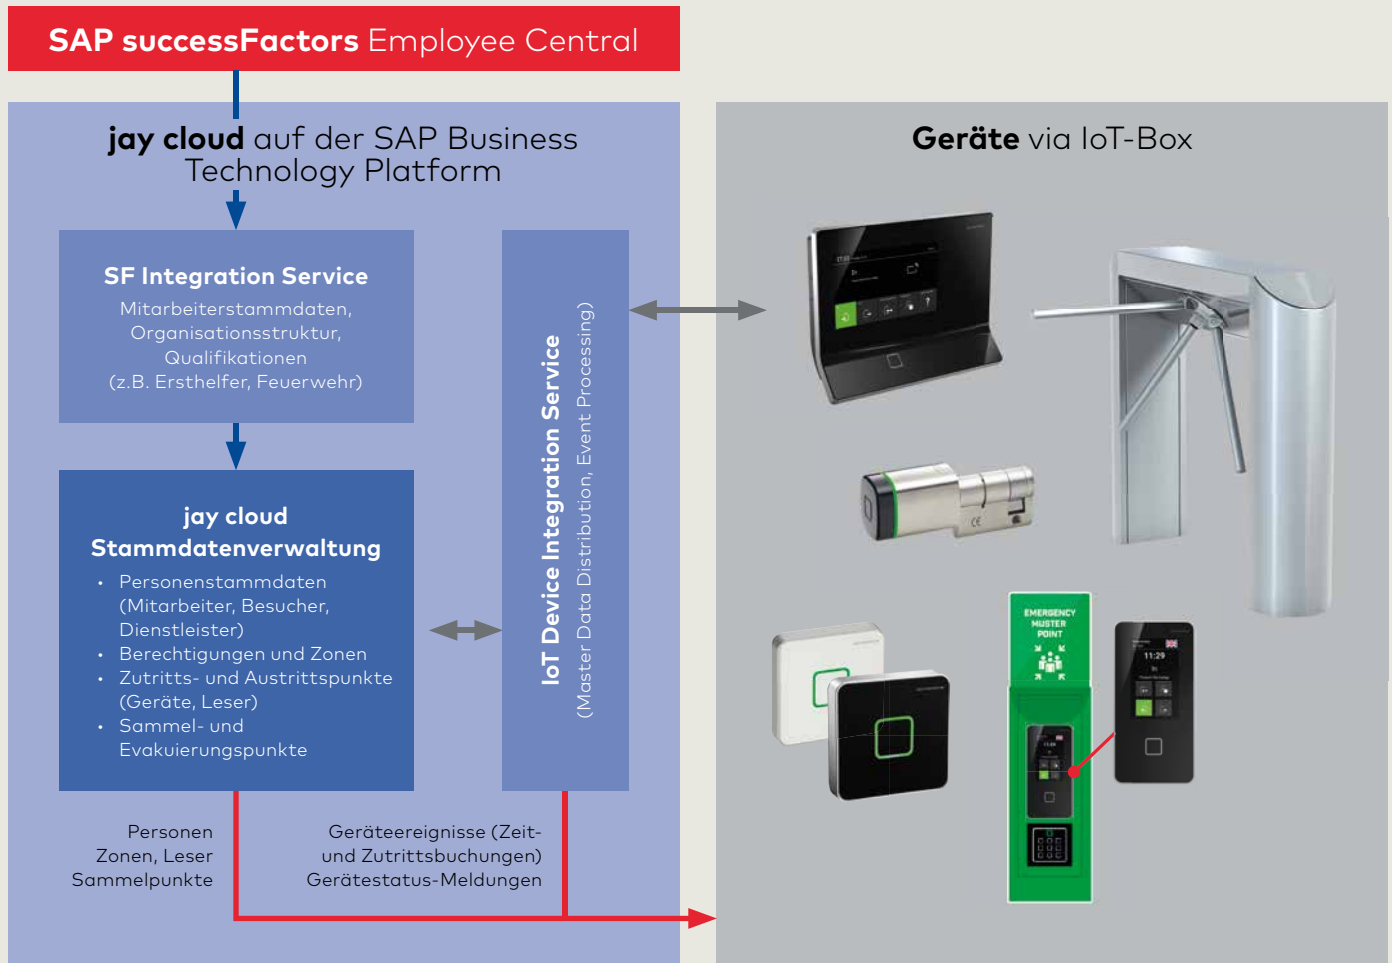 SAP successFactors Employee Central
jay cloud auf der SAP Business
Technology Platform
SF Integration Service
Mitarbeiterstammdaten,
Organisationsstruktur,
Qualifikationen
(z.B. Ersthelfer, Feuerwehr)
jay cloud
Stammdatenverwaltung
• Personenstammdaten
(Mitarbeiter, Besucher,
Dienstleister)
• Berechtigungen und Zonen
• Zutritts- und Austrittspunkte
(Geräte, Leser)
• Sammel- und
Evakuierungspunkte
IoT Device Integration Service
(Master Data Distribution, Event Processing)
Personen
Zonen, Leser
Sammelpunkte
Geräteereignisse (Zeit-
und Zutrittsbuchungen)
Gerätestatus-Meldungen
Geräte via IoT-Box
CE
EMERGENCY
MUSTER
POINT
11:29
11:29